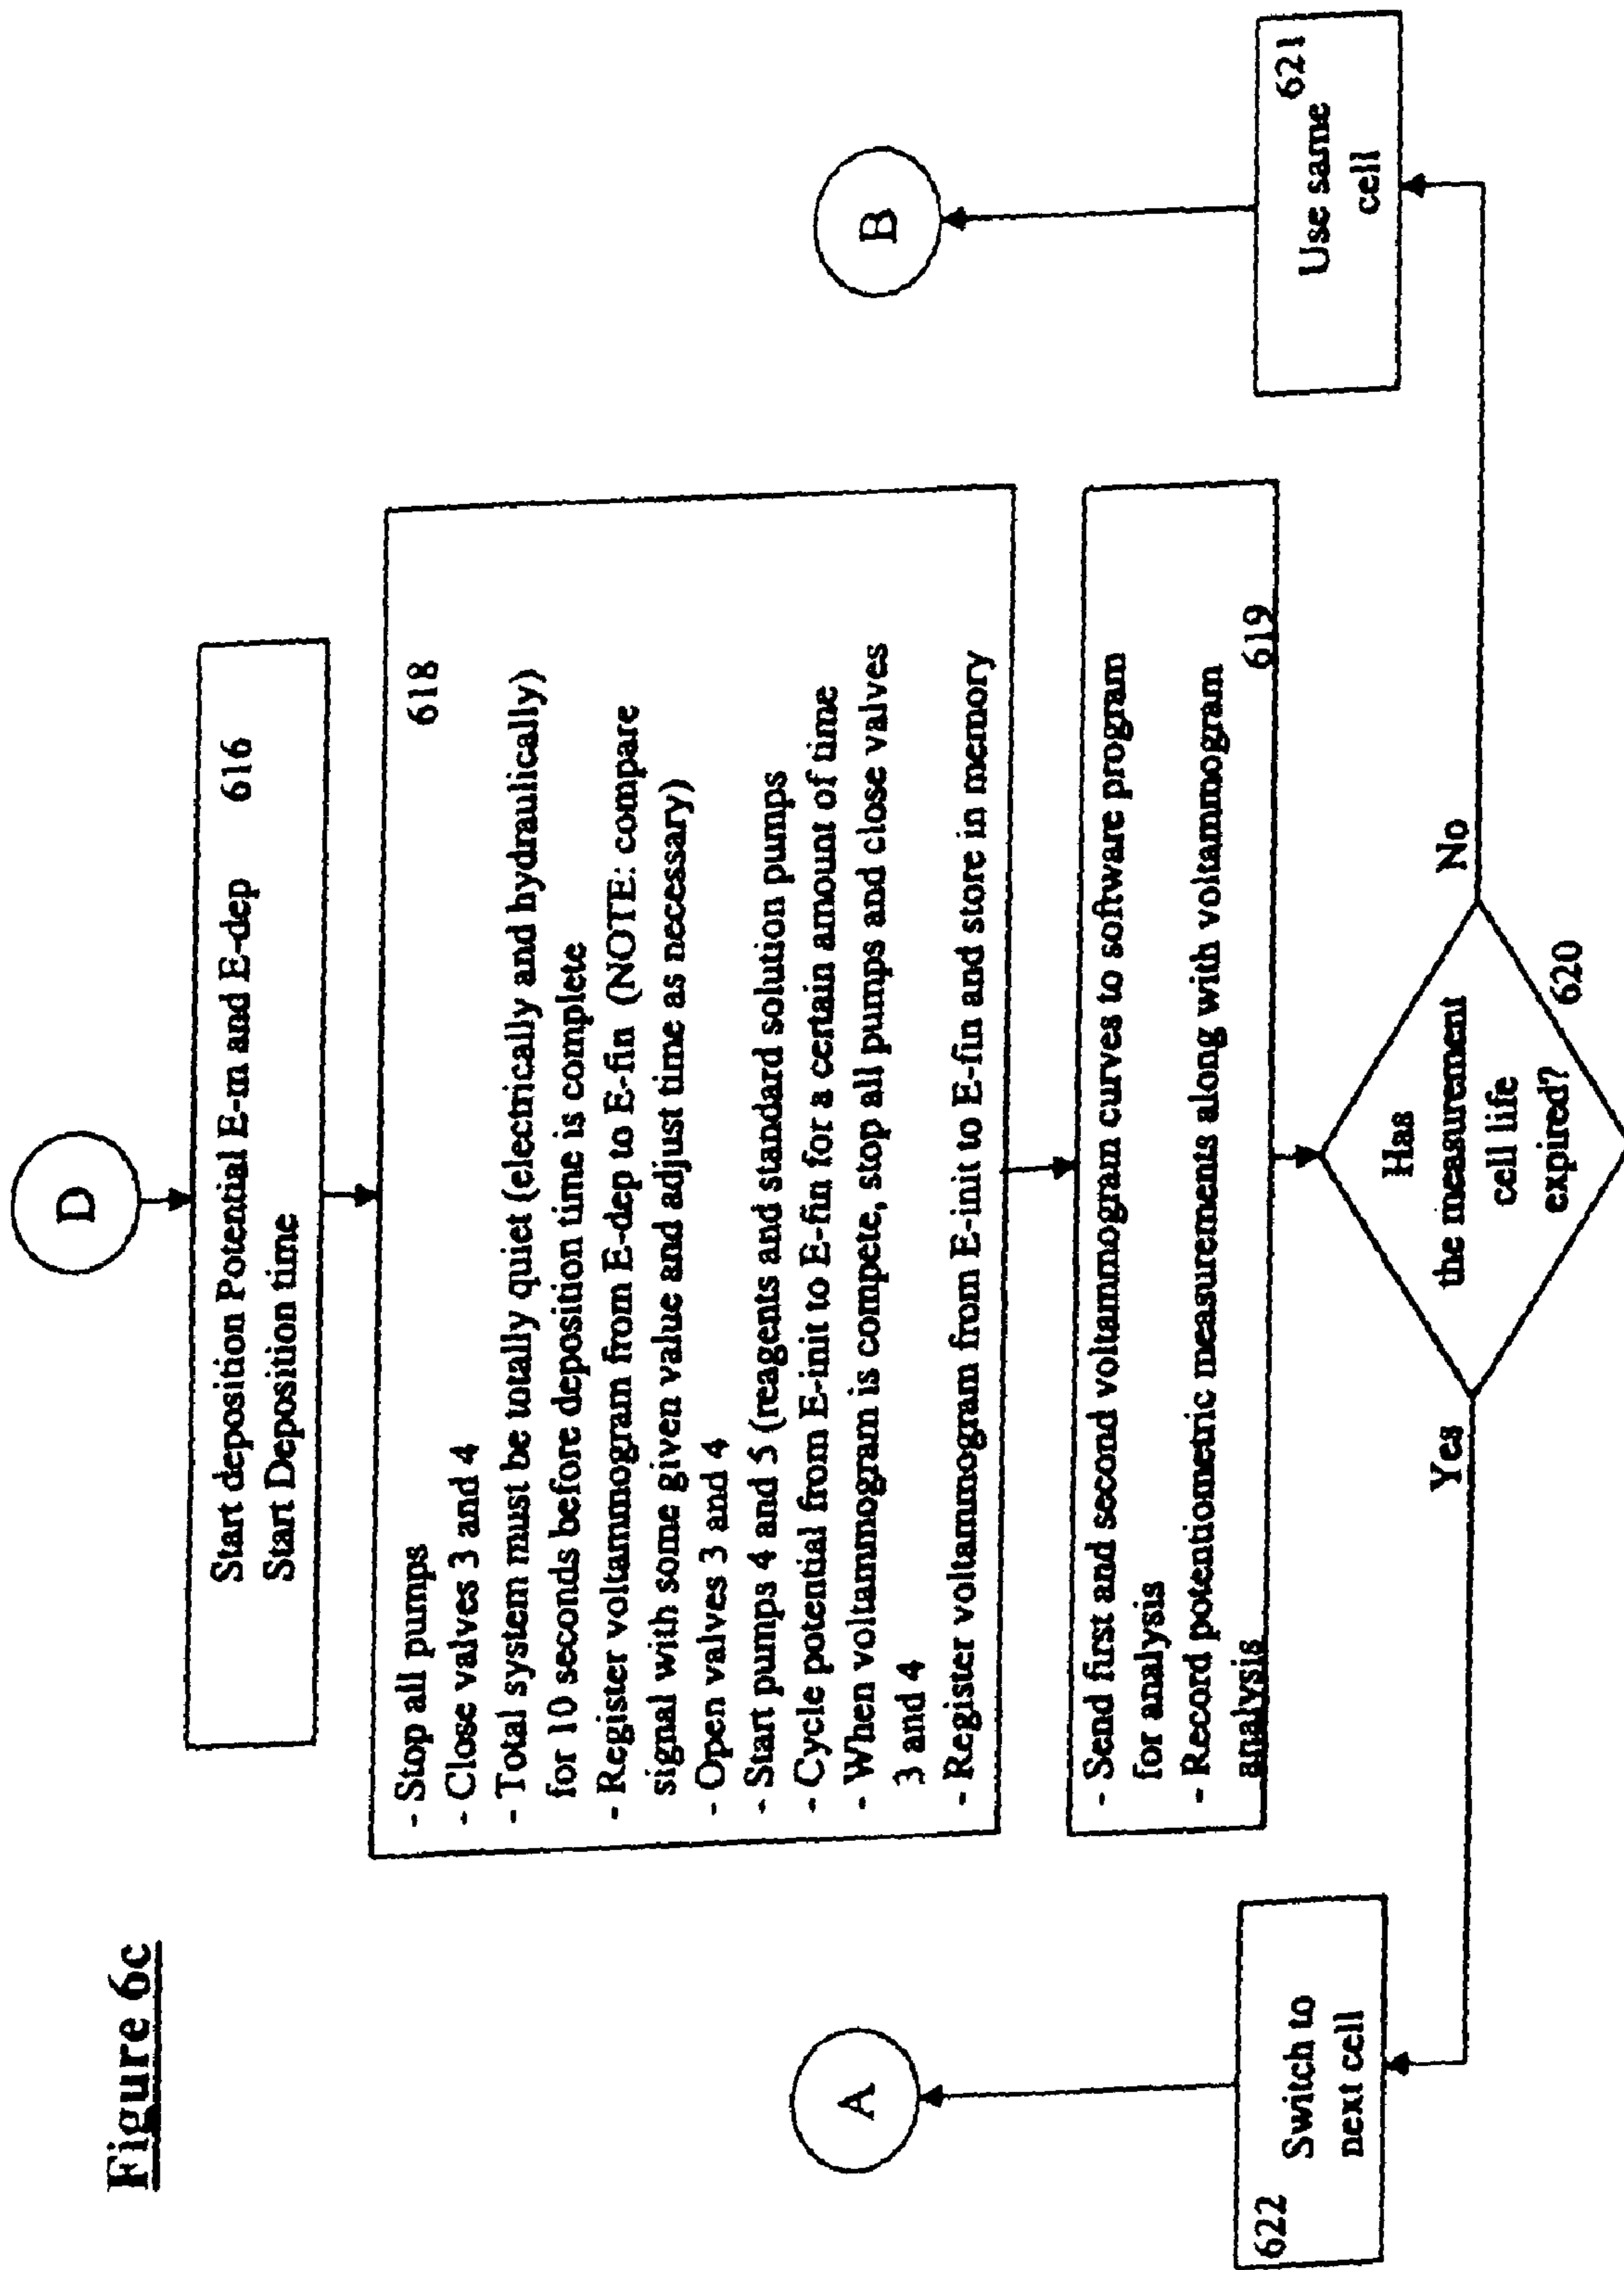 Figure 6c
D
Start deposition Potential E-m and E-dep 616
Start Deposition time
- Stop all pumps 618
- Close valves 3 and 4
- Total system must be totally quiet (electrically and hydraulically)
for 10 seconds before deposition time is complete
- Register voltammogram from E-dep to E-fin (NOTE: compare
signal with some given value and adjust time as necessary)
- Open valves 3 and 4
- Start pumps 4 and 5 (reagents and standard solution pumps
- Cycle potential from E-init to E-fin for a certain amount of time
- When voltammogram is compete, stop all pumps and close valves
3 and 4
- Register voltammogram from E-init to E-fin and store in memory
- Send first and second voltammogram curves to software program
for analysis
- Record potentiometric measurements along with voltammogram
analysis 619
Has
the measurement
cell life
expired?
620
Yes
No
622
Switch to
next cell
A
621
Use same
cell
B